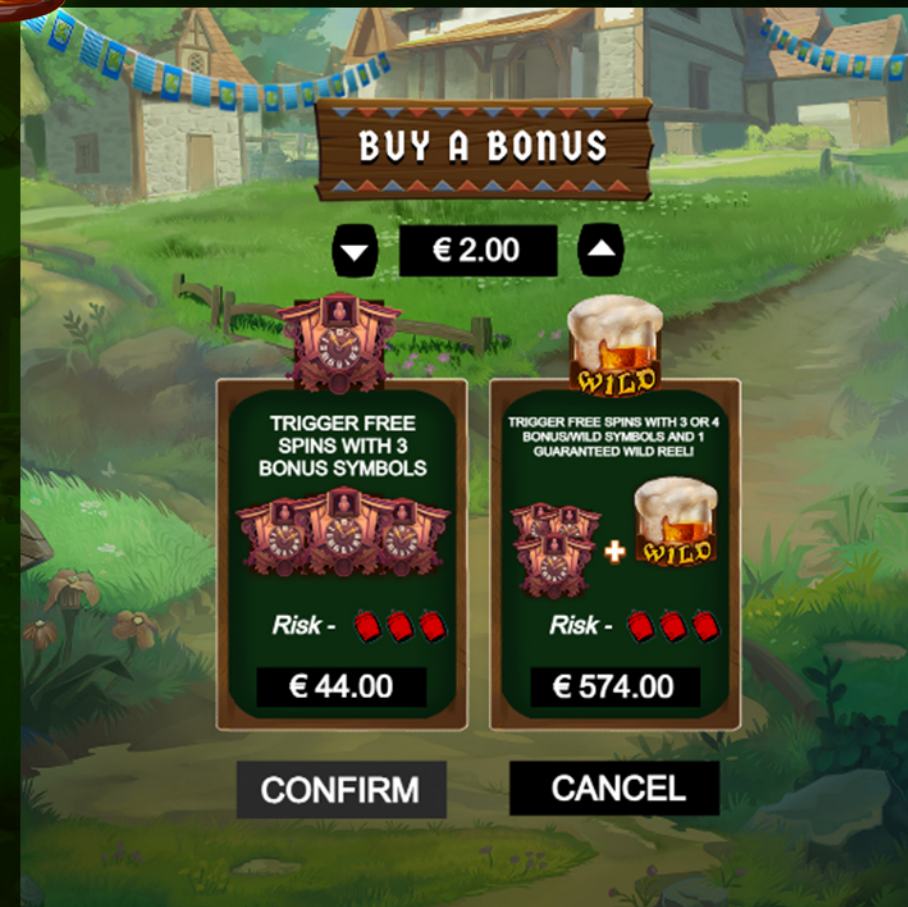 BUY A BONUS
€ 2.00
WILD
TRIGGER FREE
SPINS WITH 3
BONUS SYMBOLS
Risk -
€ 44.00
TRIGGER FREE SPINS WITH 3 OR 4
BONUS/WILD SYMBOLS AND 1
GUARANTEED WILD REEL!
+
WILD
Risk -
€ 574.00
CONFIRM
CANCEL